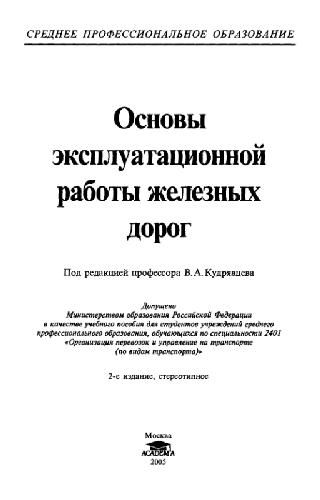 СРЕДНЕЕ ПРОФЕССИОНАЛЬНОЕ ОБРАЗОВАНИЕ
Основы
эксплуатационной
работы железных
дорог
Под редакцией профессора В. А. Кудрявцева
Допущено
Министерством образования Российской Федерации
в качестве учебного пособия для студентов учреждений среднего
профессионального образования, обучающихся по специальности 2401
«Организация перевозок и управление на транспорте
(по видам транспорта)»
2-е издание, стереотипное
Москва
ACADEMA
2005